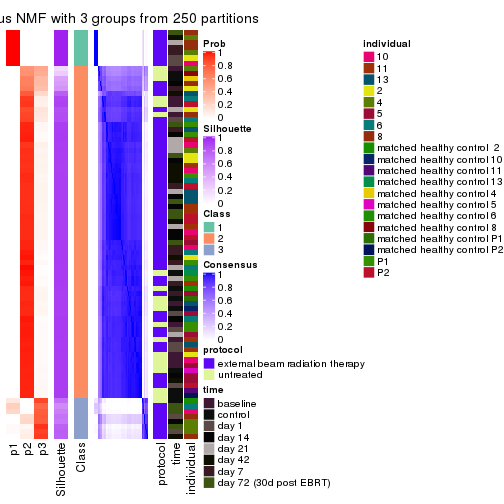 us NMF with 3 groups from 250 partitions
Prob
1
0.8
0.6
0.4
0.2
0
Silhouette
1
0.8
0.6
0.4
0.2
0
Class
1
2
3
Consensus
1
0.8
0.6
0.4
0.2
0
protocol
external beam radiation therapy
untreated
time
baseline
control
day 1
day 14
day 21
day 42
day 7
day 72 (30d post EBRT)
individual
10
11
13
2
4
5
6
8
matched healthy control 2
matched healthy control 10
matched healthy control 11
matched healthy control 13
matched healthy control 4
matched healthy control 5
matched healthy control 6
matched healthy control 8
matched healthy control P1
matched healthy control P2
P1
P2
p1
p2
p3
Silhouette
Class
protocol
time
individual